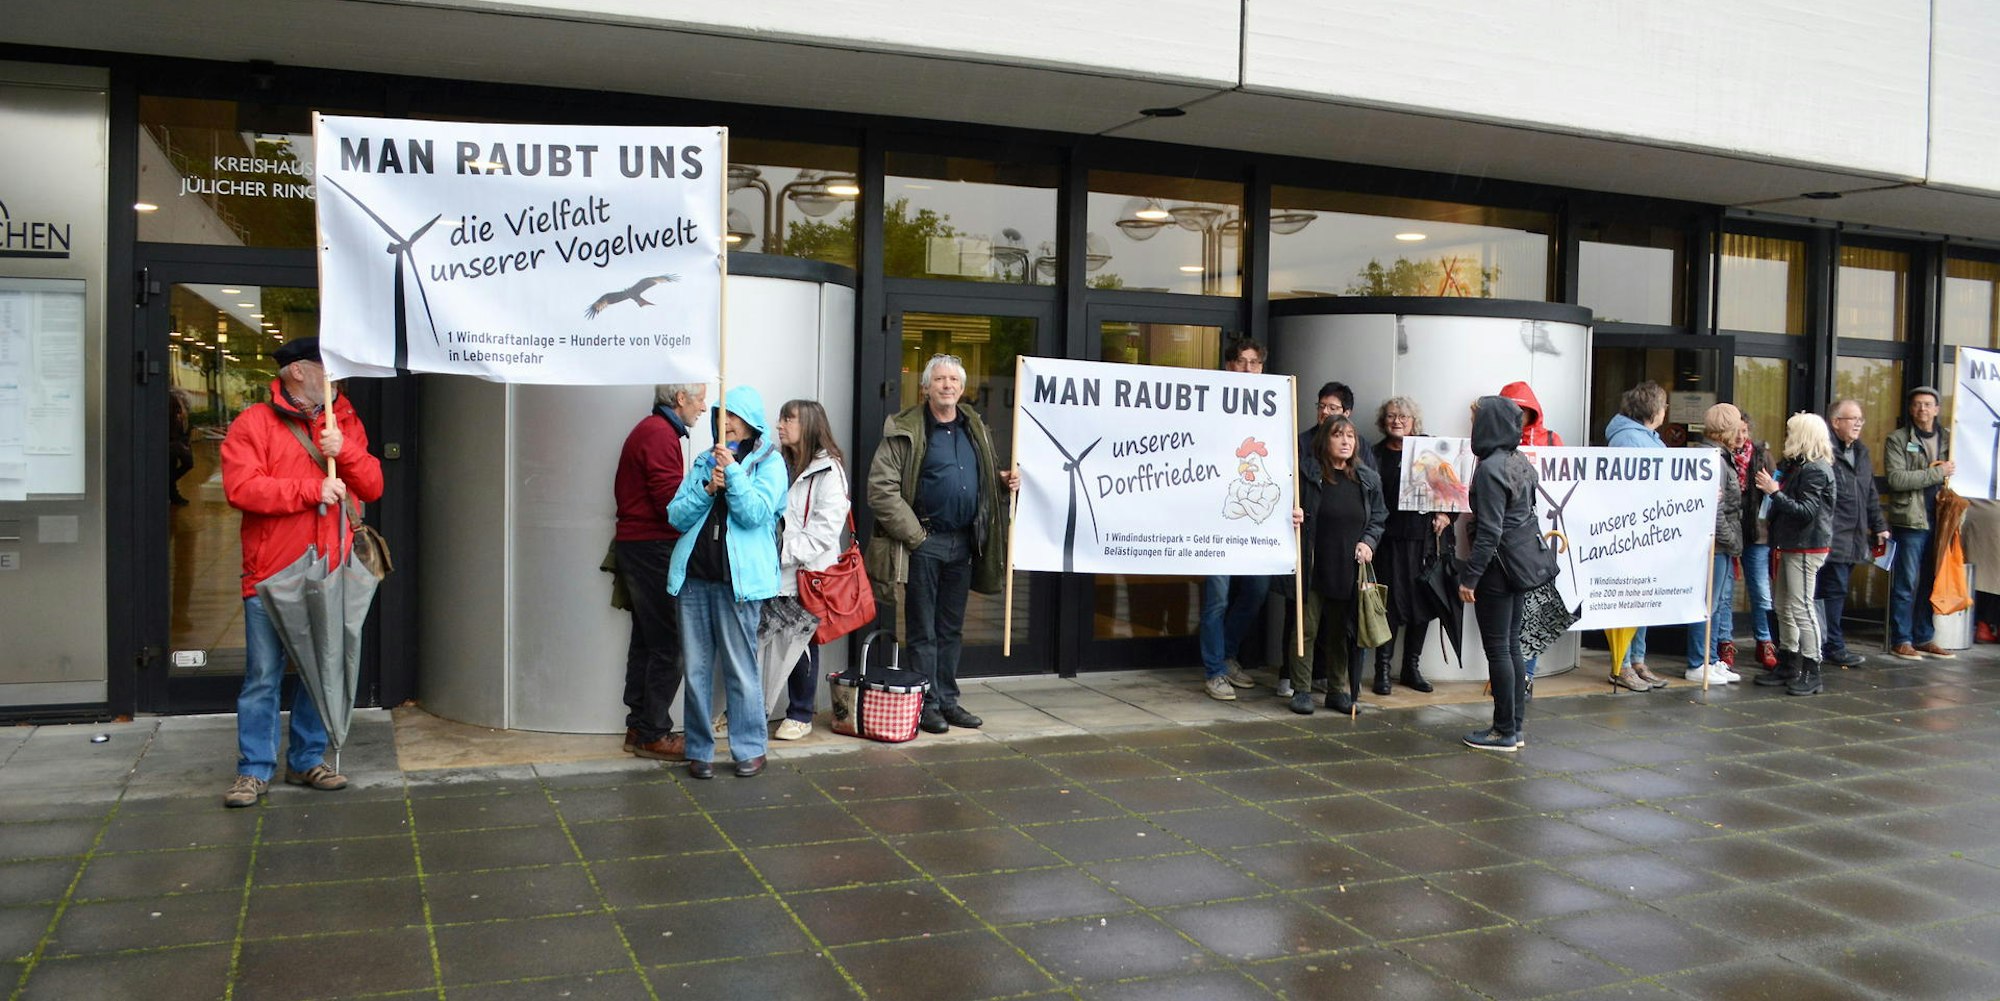 KREISHAUS
JÜLICHER RING
CHEN
MAN RAUBT UNS
die Vielfalt
unserer Vogelwelt
1 Windkraftanlage = Hunderte von Vögeln
in Lebensgefahr
MAN RAUBT UNS
unseren
Dorffrieden
1 Windindustriepark = Geld für einige Wenige,
Belästigungen für alle anderen
MAN RAUBT UNS
unsere schönen
Landschaften
1 Windindustriepark =
eine 200 m hohe und kilometerweit
sichtbare Metallbarriere
MA